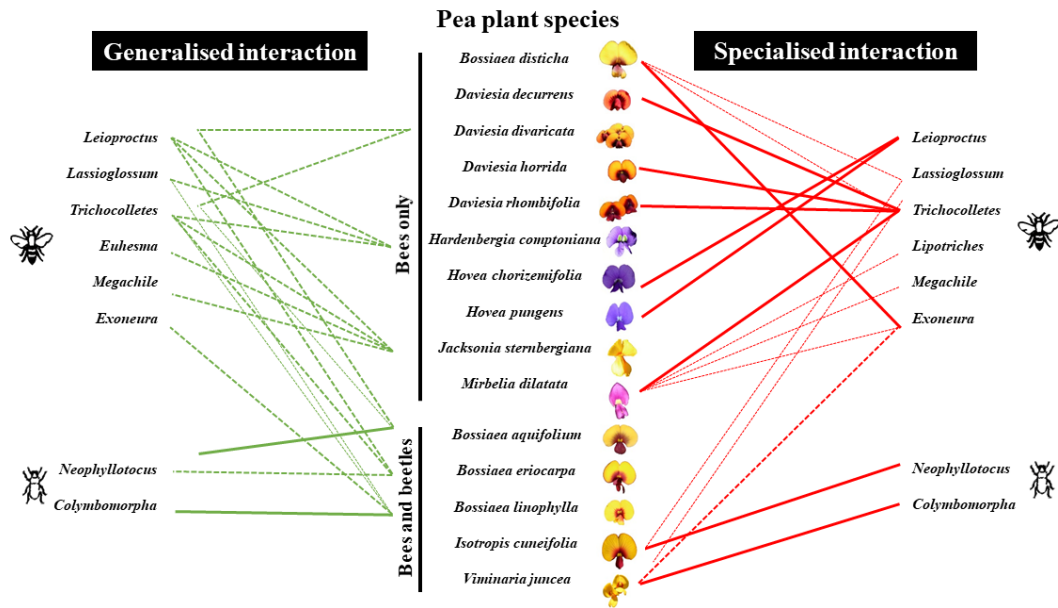 Pea plant species
Generalised interaction
Specialised interaction
Bees only
Bees and beetles
Leioproctus
Lassioglossum
Trichocolletes
Euhesma
Megachile
Exoneura
Neophyllotocus
Colymbomorpha
Bossiaea disticha
Daviesia decurrens
Daviesia divaricata
Daviesia horrida
Daviesia rhombifolia
Hardenbergia comptoniana
Hovea chorizemifolia
Hovea pungens
Jacksonia sternbergiana
Mirbelia dilatata
Bossiaea aquifolium
Bossiaea eriocarpa
Bossiaea linophylla
Isotropis cuneifolia
Viminaria juncea
Leioproctus
Lassioglossum
Trichocolletes
Lipotriches
Megachile
Exoneura
Neophyllotocus
Colymbomorpha